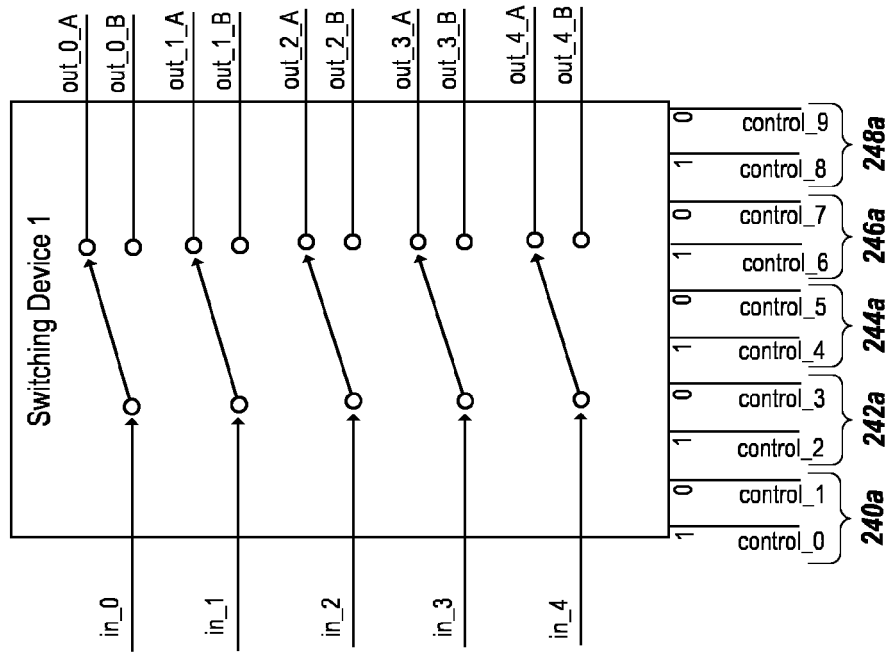 out_0_A
out_0_B
out_1_A
out_1_B
out_2_A
out_2_B
out_3_A
out_3_B
out_4_A
out_4_B
Switching Device 1
0 control_9
1 control_8
248a
0 control_7
1 control_6
246a
0 control_5
1 control_4
244a
0 control_3
1 control_2
242a
0 control_1
1 control_0
240a
in_0
in_1
in_2
in_3
in_4